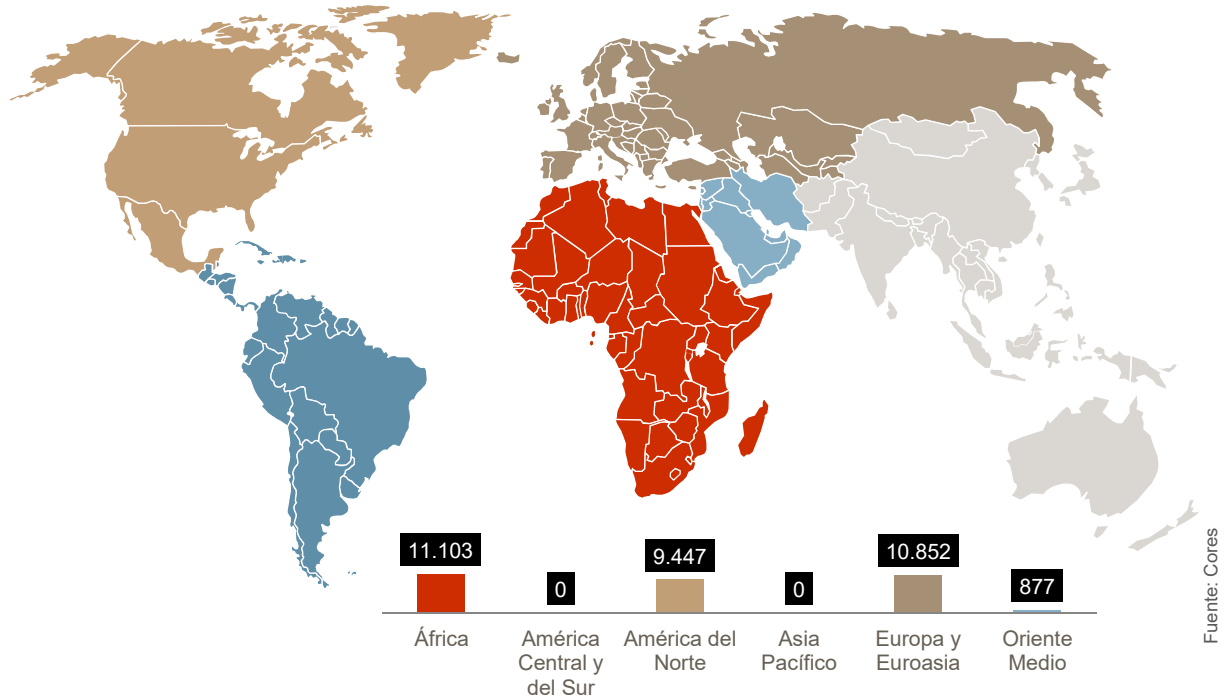 11.103
0
9.447
0
10.852
877
África
América
Central y
del Sur
América del
Norte
Asia
Pacífico
Europa y
Euroasia
Oriente
Medio
Fuente: Cores